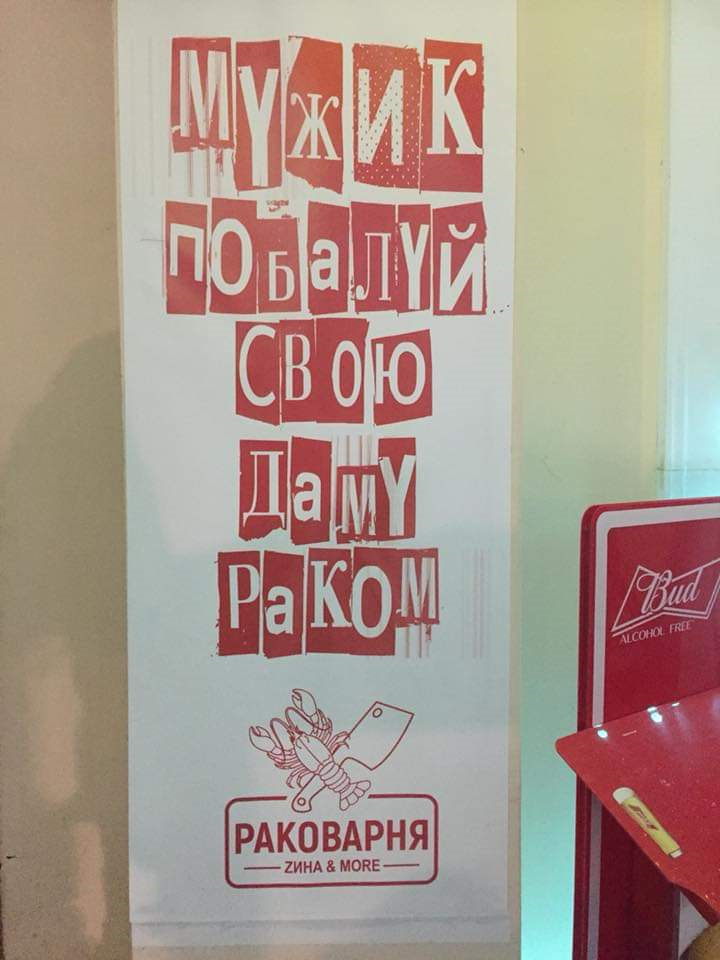 МУЖИК
ПОБАЛУЙ
СВОЮ
ДАМУ
РАКОМ
РАКОВАРНЯ
ZИНА & MORE
Bud
ALCOHOL FREE